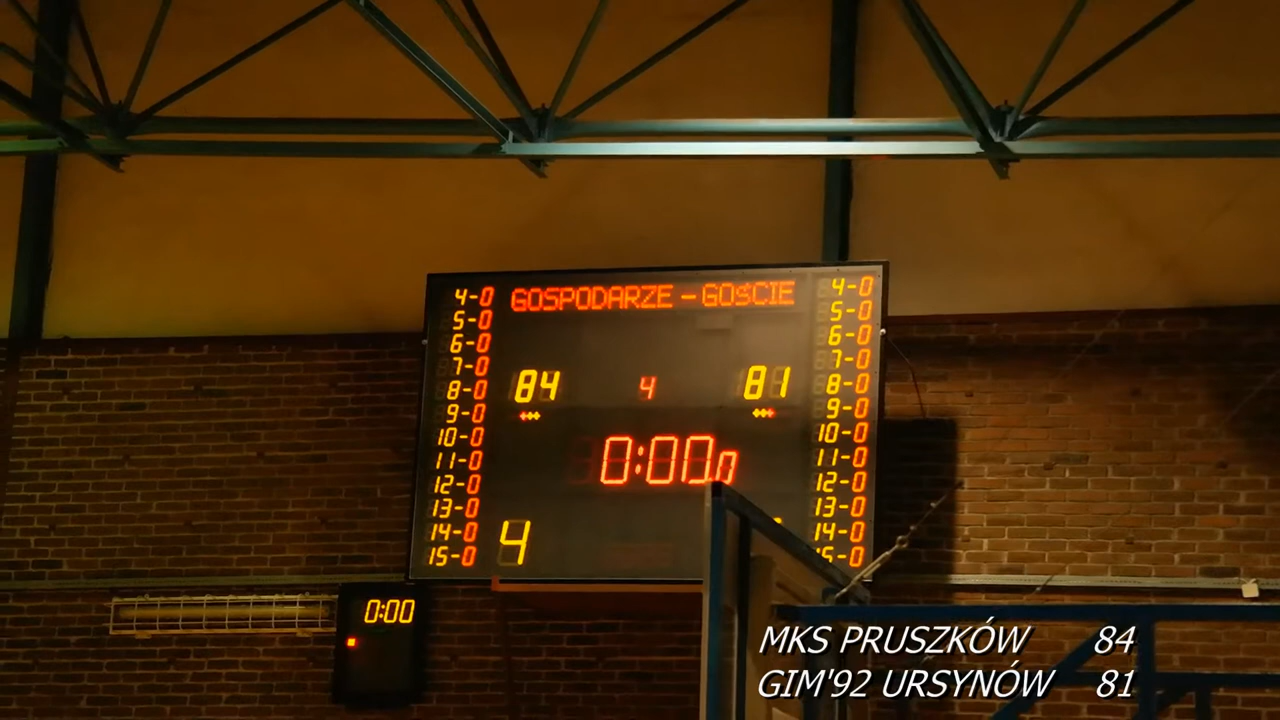 GOSPODARZE - GOŚCIE
4-0 4-0
5-0 5-0
6-0 6-0
7-0 7-0
84 4 81
8-0 8-0
9-0 9-0
10-0 10-0
11-0 0:00.0 11-0
12-0 12-0
13-0 13-0
14-0 4 14-0
15-0 15-0
0:00
MKS PRUSZKÓW 84
GIM'92 URSYNÓW 81